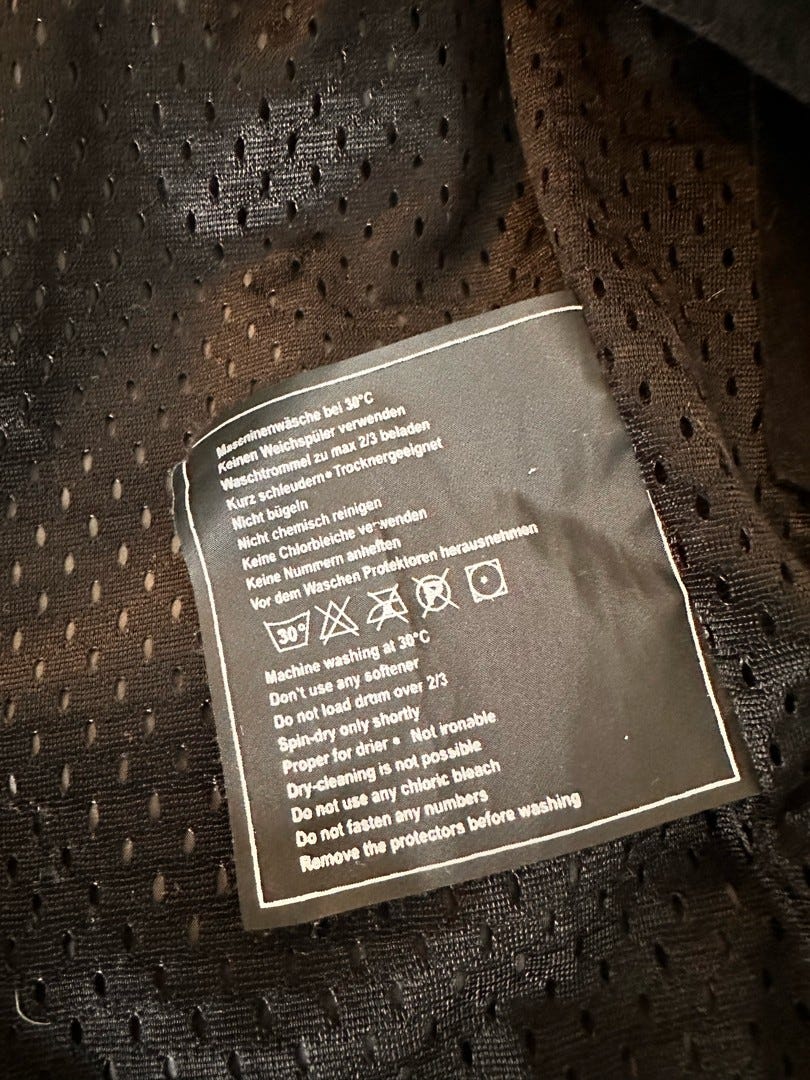 Maschinenwäsche bei 30°C
Keinen Weichspüler verwenden
Waschtrommel zu max 2/3 beladen
Kurz schleudern • Trocknergeeignet
Nicht bügeln
Nicht chemisch reinigen
Keine Chlorbleiche verwenden
Keine Nummern anheften
Vor dem Waschen Protektoren herausnehmen
30° P
Machine washing at 30°C
Don't use any softener
Do not load drum over 2/3
Spin-dry only shortly
Proper for drier • Not ironable
Dry-cleaning is not possible
Do not use any chloric bleach
Do not fasten any numbers
Remove the protectors before washing